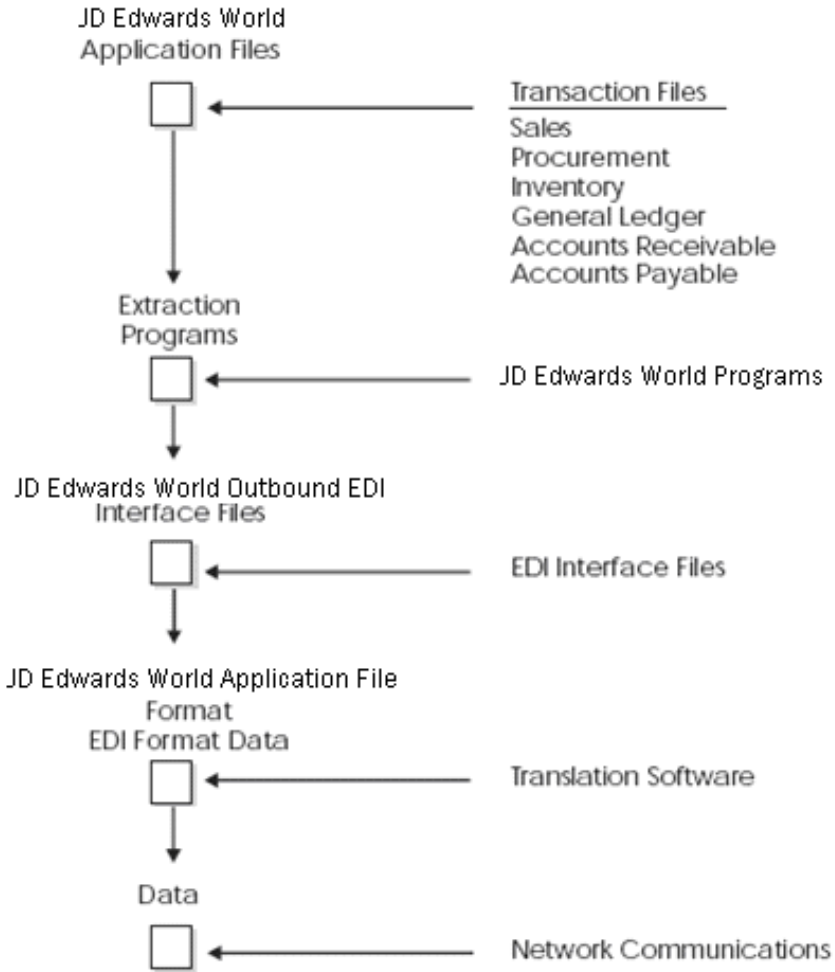 JD Edwards World
Application Files
Transaction Files
Sales
Procurement
Inventory
General Ledger
Accounts Receivable
Accounts Payable
Extraction
Programs
JD Edwards World Programs
JD Edwards World Outbound EDI
Interface Files
EDI Interface Files
JD Edwards World Application File
Format
EDI Format Data
Translation Software
Data
Network Communications